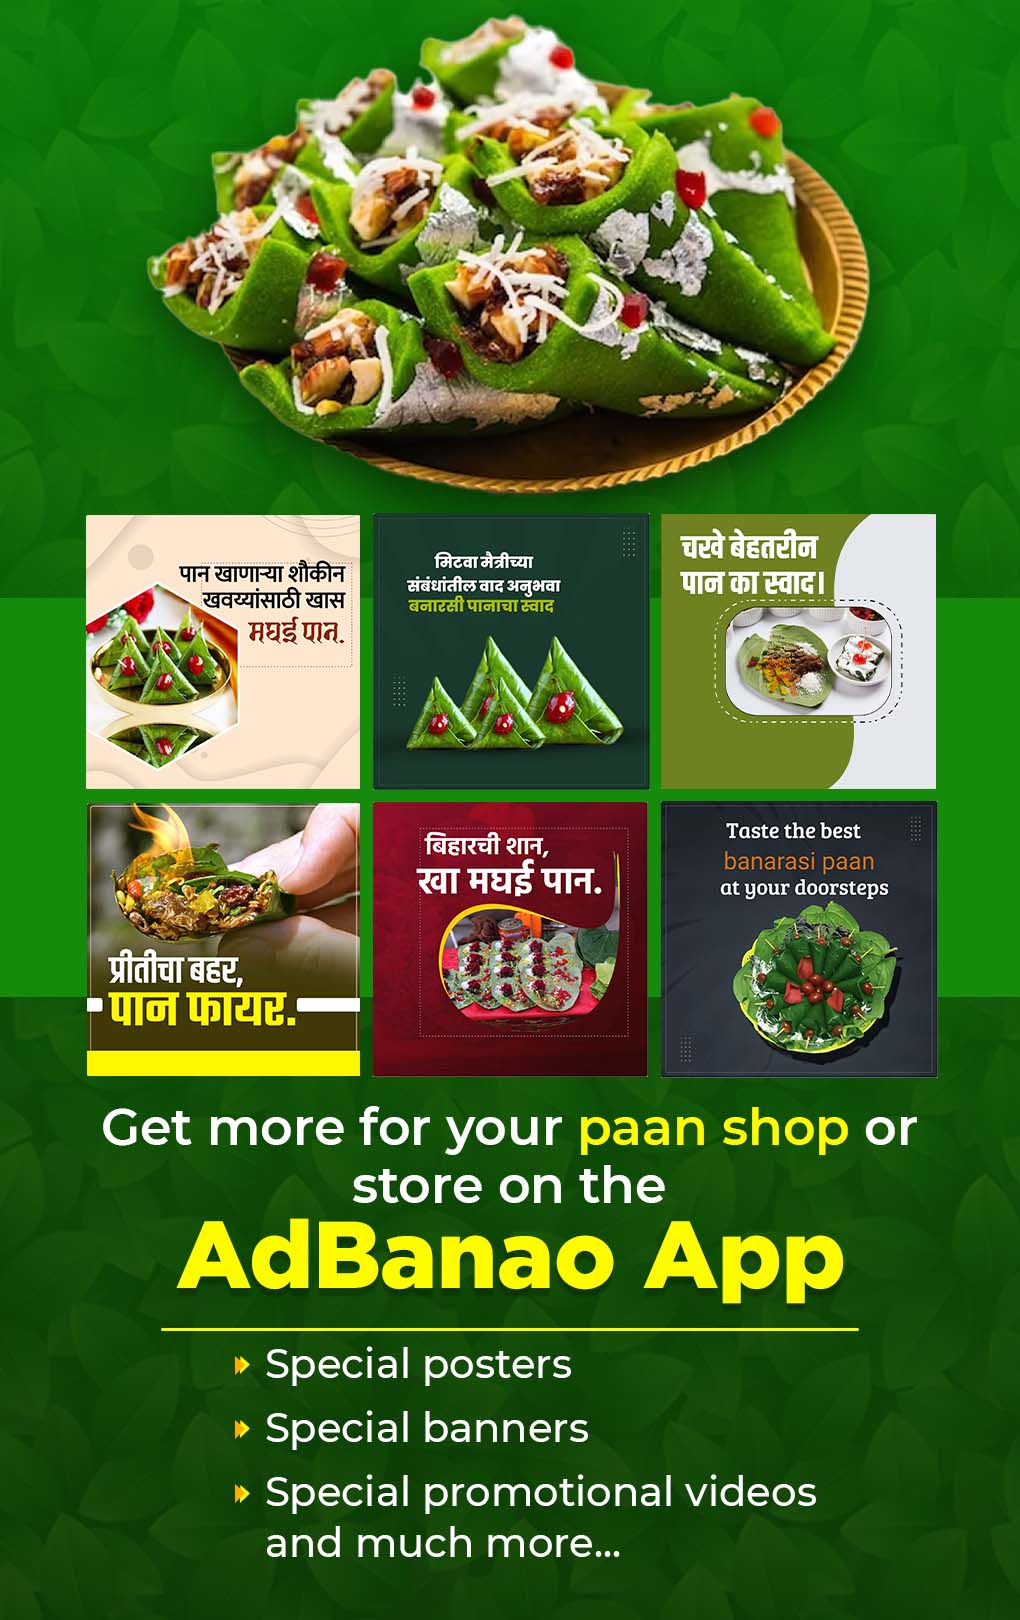 पान खाणाऱ्या शौकीन
खवय्यांसाठी खास
मघई पान.
मिटवा मैत्रीच्या
संबंधांतील वाद अनुभवा
बनारसी पानाचा स्वाद
चखे बेहतरीन
पान का स्वाद।
प्रीतीचा बहर,
पान फायर.
बिहारची शान,
खा मघई पान.
Taste the best
banarasi paan
at your doorsteps
Get more for your paan shop or
store on the
AdBanao App
Special posters
Special banners
Special promotional videos
and much more...